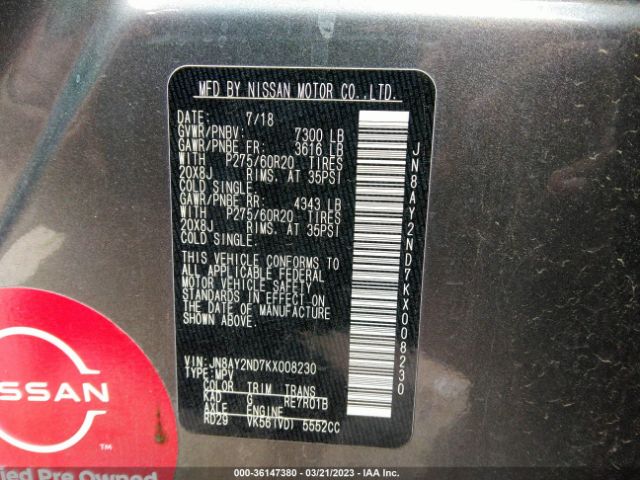 MFD BY NISSAN MOTOR CO.,LTD.
DATE: 7/18
GVWR/PNBV: 7300 LB
GAWR/PNBE FR: 3616 LB
WITH P275/60R20 TIRES
20X8J RIMS. AT 35PSI
COLD SINGLE.
GAWR/PNBE RR: 4343 LB
WITH P275/60R20 TIRES
20X8J RIMS. AT 35PSI
COLD SINGLE.
THIS VEHICLE CONFORMS TO
ALL APPLICABLE FEDERAL
MOTOR VEHICLE SAFETY
STANDARDS IN EFFECT ON
THE DATE OF MANUFACTURE
SHOWN ABOVE.
VIN: JN8AY2ND7KX008230
TYPE: MPV
COLOR TRIM TRANS
KAD G RE7R01B
AXLE ENGINE
RD29 VK56(VD) 5552CC
JN8AY2ND7KX008230
NISSAN
ified Pre Owned
000-36147380 - 03/21/2023 - IAA Inc.